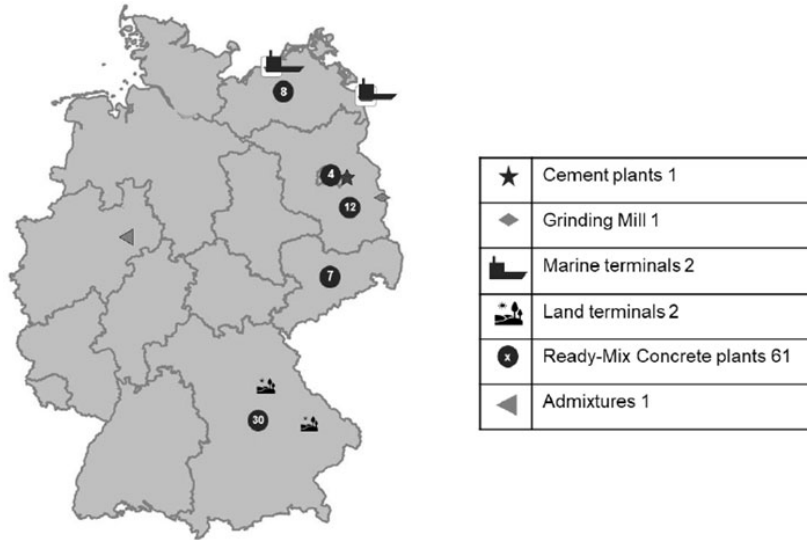 8
4
12
7
30
Cement plants 1
Grinding Mill 1
Marine terminals 2
Land terminals 2
x Ready-Mix Concrete plants 61
Admixtures 1